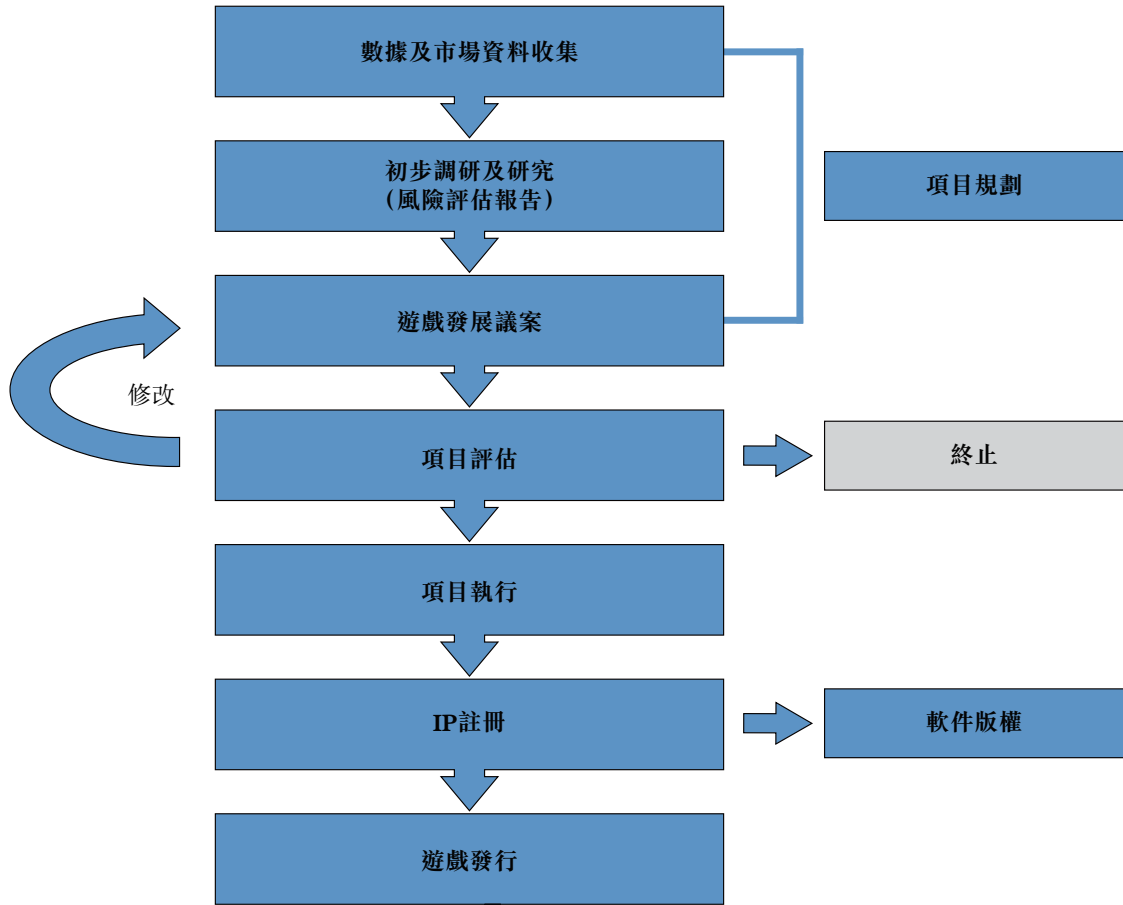 數據及市場資料收集
初步調研及研究
(風險評估報告)
項目規劃
遊戲發展議案
修改
項目評估
終止
項目執行
IP註冊
軟件版權
遊戲發行